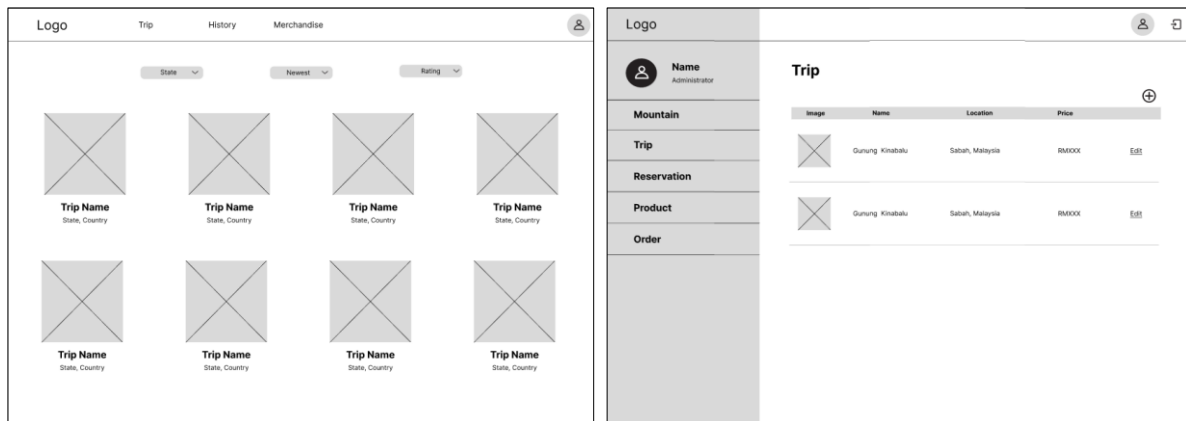 Logo Trip History Merchandise
State Newest Rating
Trip Name Trip Name Trip Name Trip Name
State, Country State, Country State, Country State, Country
Trip Name Trip Name Trip Name Trip Name
State, Country State, Country State, Country State, Country
Logo
Name
Administrator
Mountain
Trip
Reservation
Product
Order
Trip
Image Name Location Price
Gunung Kinabalu Sabah, Malaysia RMXXX Edit
Gunung Kinabalu Sabah, Malaysia RMXXX Edit